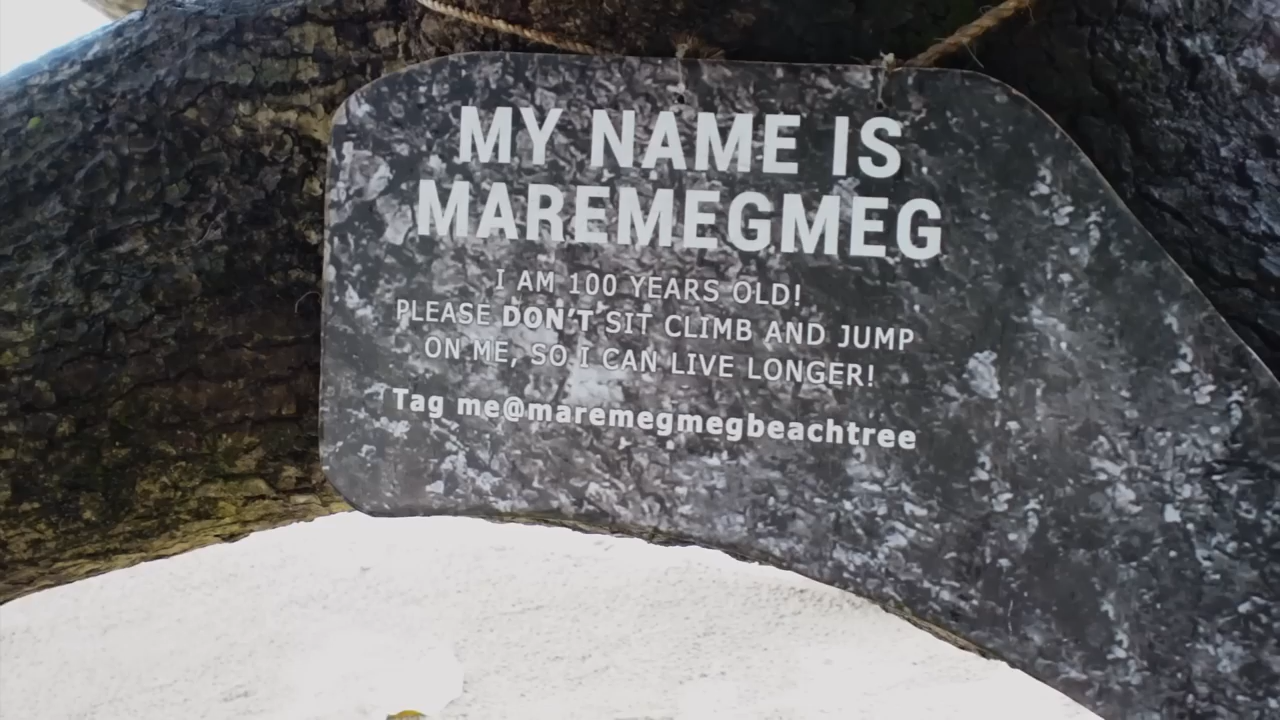 MY NAME IS
MAREMEGMEG
I AM 100 YEARS OLD!
PLEASE DON'T SIT CLIMB AND JUMP
ON ME, SO I CAN LIVE LONGER!
Tag me@maremegmegbeachtree